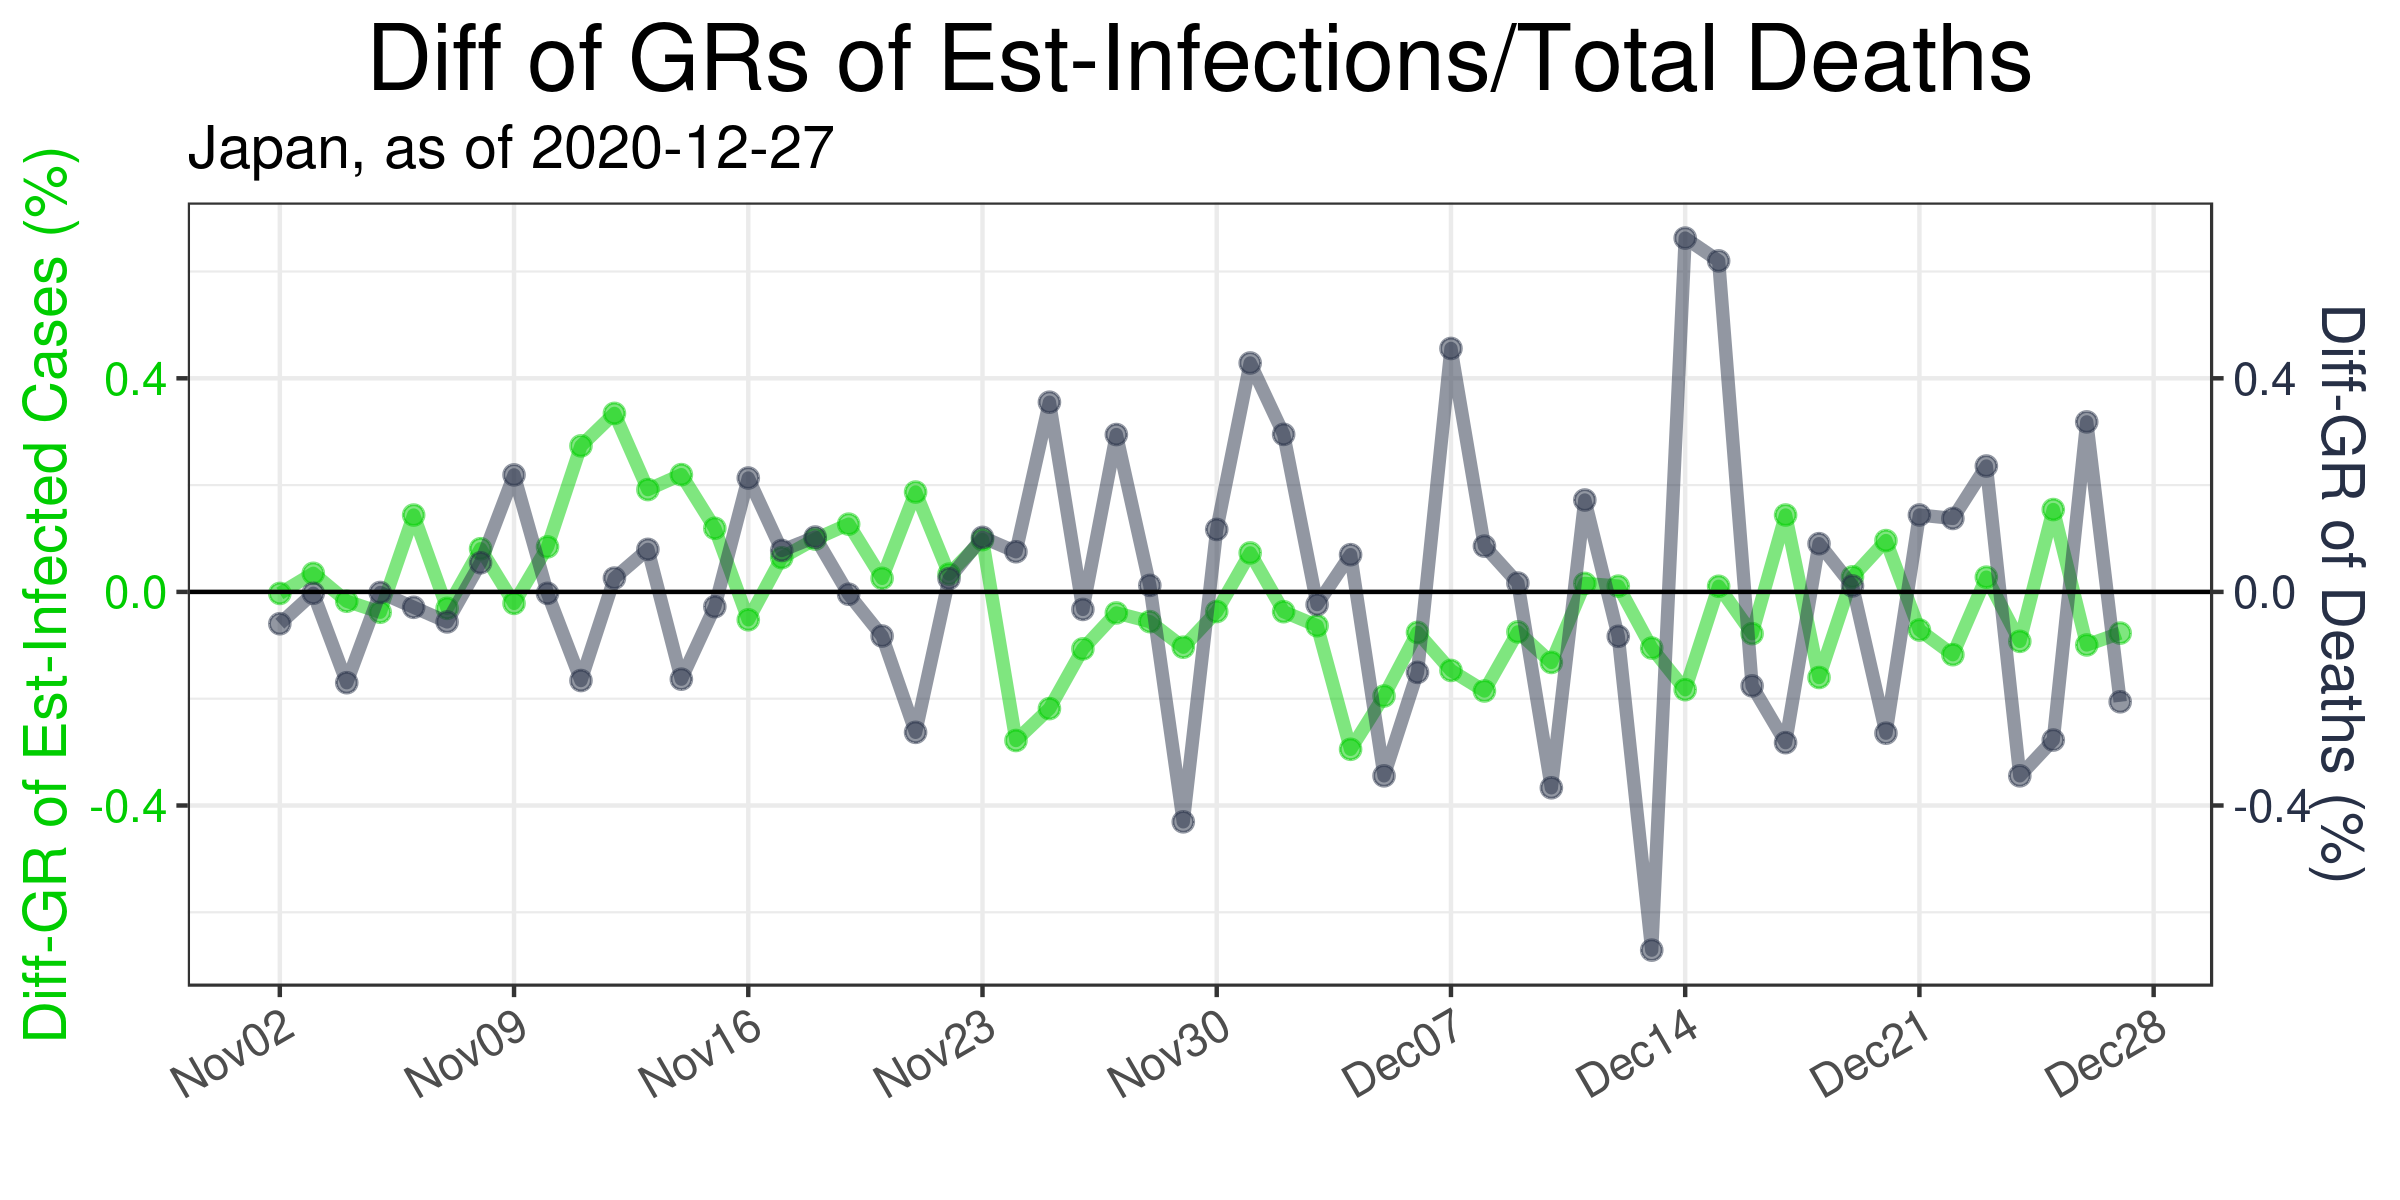 Diff of GRs of Est-Infections/Total Deaths
Japan, as of 2020-12-27
Diff-GR of Est-Infected Cases (%)
0.4
0.0
-0.4
0.4
0.0
-0.4
Diff-GR of Deaths (%)
Nov02
Nov09
Nov16
Nov23
Nov30
Dec07
Dec14
Dec21
Dec28